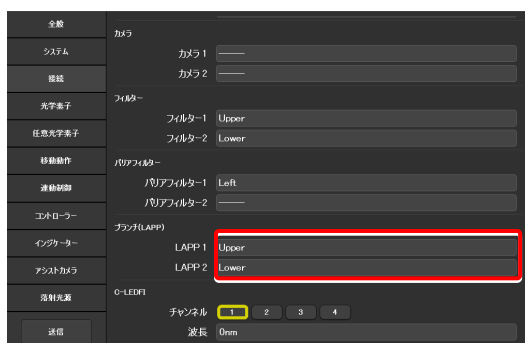 全般
システム
接続
光学素子
任意光学素子
移動動作
連動制御
コントローラー
インジケーター
アシストカメラ
落射光源
送信
カメラ
カメラ 1 ――
カメラ 2 ――
フィルター
フィルター1 Upper
フィルター2 Lower
バリアフィルター
バリアフィルター1 Left
バリアフィルター2 ――
ブランチ(LAPP)
LAPP 1 Upper
LAPP 2 Lower
C-LEDFI
チャンネル 1 2 3 4
波長 0nm